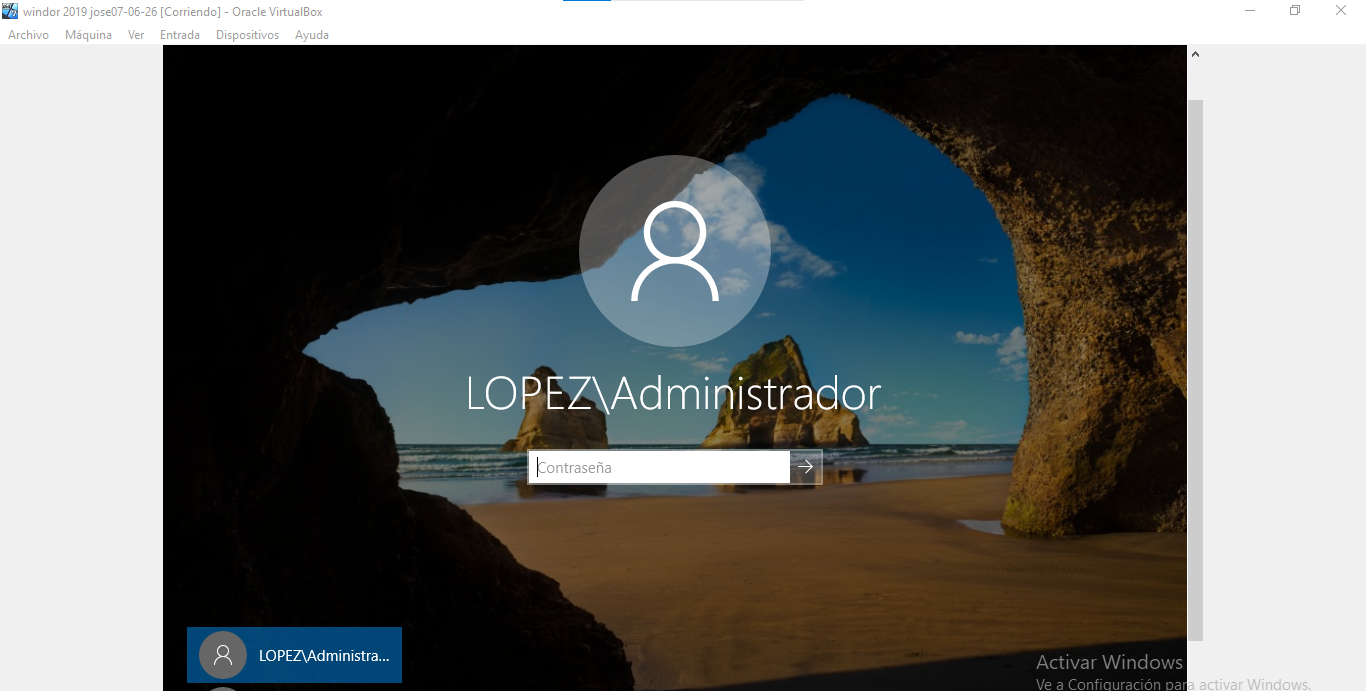 windor 2019 jose07-06-26 [Corriendo] - Oracle VirtualBox
Archivo Máquina Ver Entrada Dispositivos Ayuda
LOPEZ\Administrador
Contraseña
LOPEZ\Administra...
Activar Windows
Ve a Configuración para activar Windows.